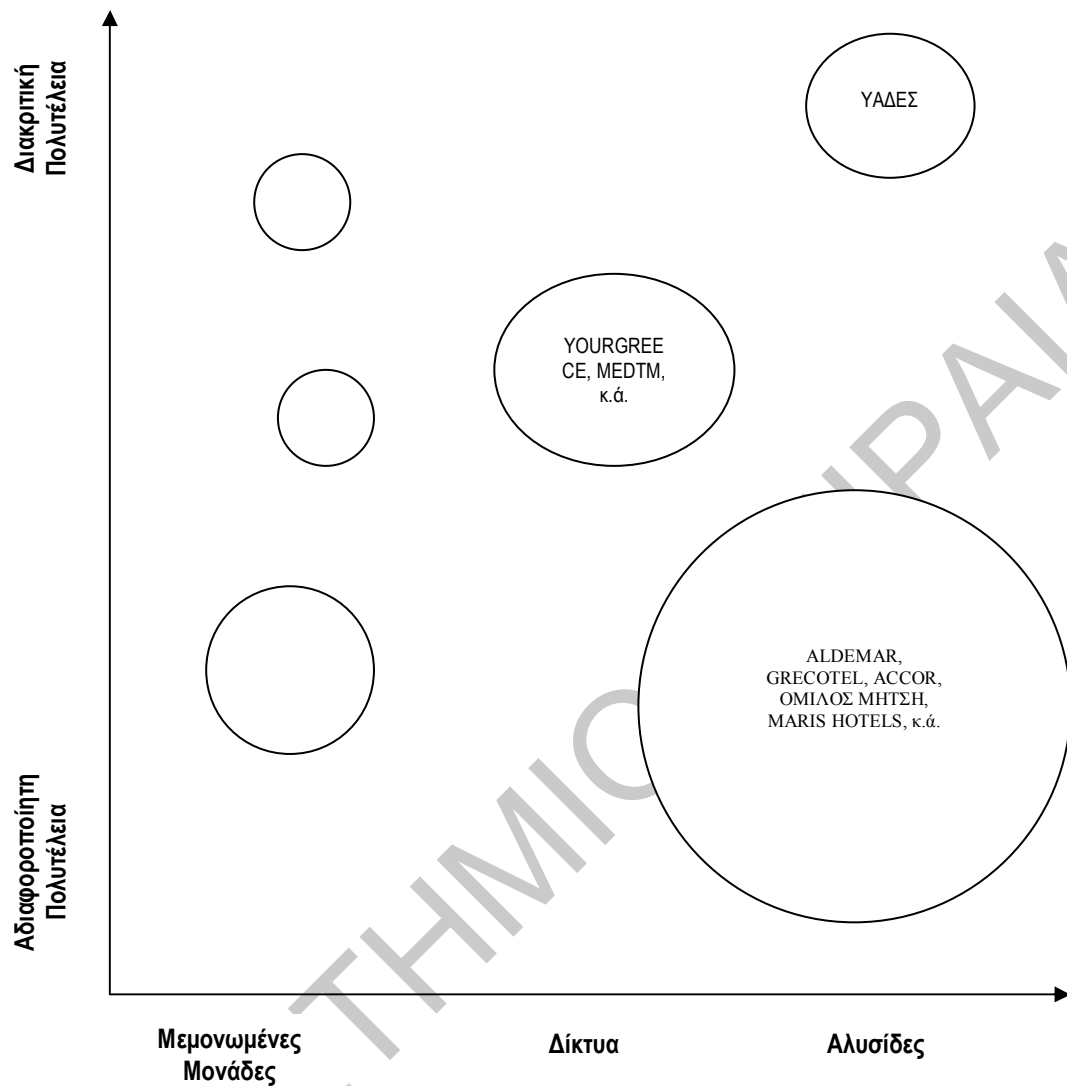 Διακριτική
Πολυτέλεια
ΥΑΔΕΣ
YOURGREE
CE, MEDTM,
κ.ά.
ALDEMAR,
GRECOTEL, ACCOR,
ΟΜΙΛΟΣ ΜΗΤΣΗ,
MARIS HOTELS, κ.ά.
Αδιαφοροποίητη
Πολυτέλεια
Μεμονωμένες
Μονάδες
Δίκτυα
Αλυσίδες